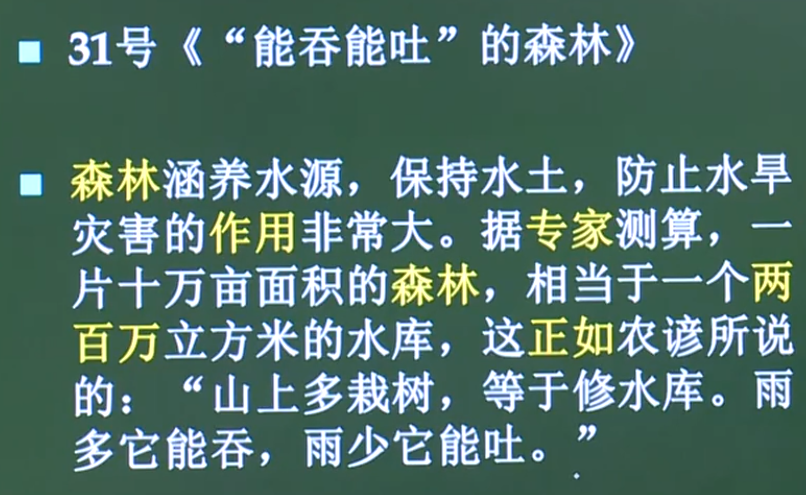 31号《“能吞能吐”的森林》
森林涵养水源，保持水土，防止水旱
灾害的作用非常大。据专家测算，一
片十万亩面积的森林，相当于一个两
百万立方米的水库，这正如农谚所说
的：“山上多栽树，等于修水库。雨
多它能吞，雨少它能吐。”